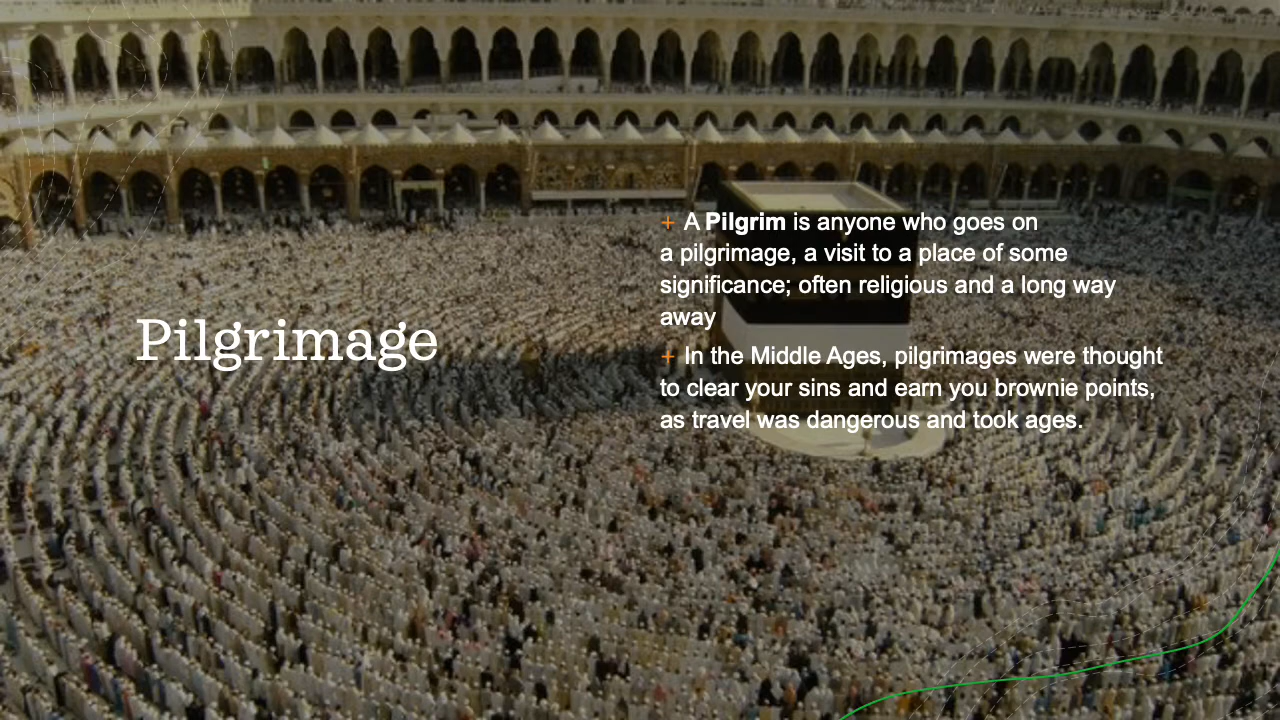 Pilgrimage
+ A Pilgrim is anyone who goes on
a pilgrimage, a visit to a place of some
significance; often religious and a long way
away
+ In the Middle Ages, pilgrimages were thought
to clear your sins and earn you brownie points,
as travel was dangerous and took ages.